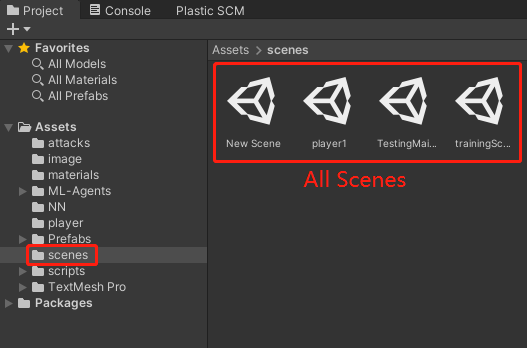 Project
Console
Plastic SCM
Favorites
All Models
All Materials
All Prefabs
Assets
attacks
image
materials
ML-Agents
NN
player
Prefabs
scenes
scripts
TextMesh Pro
Packages
Assets > scenes
New Scene
player1
TestingMai...
trainingSc...
All Scenes